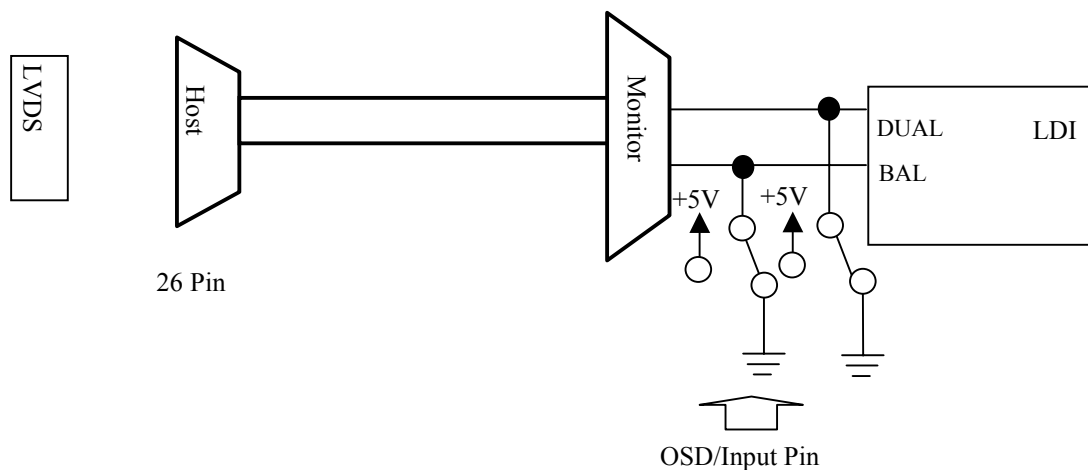 LVDS
Host
Monitor
DUAL
LDI
BAL
+5V
+5V
26 Pin
OSD/Input Pin